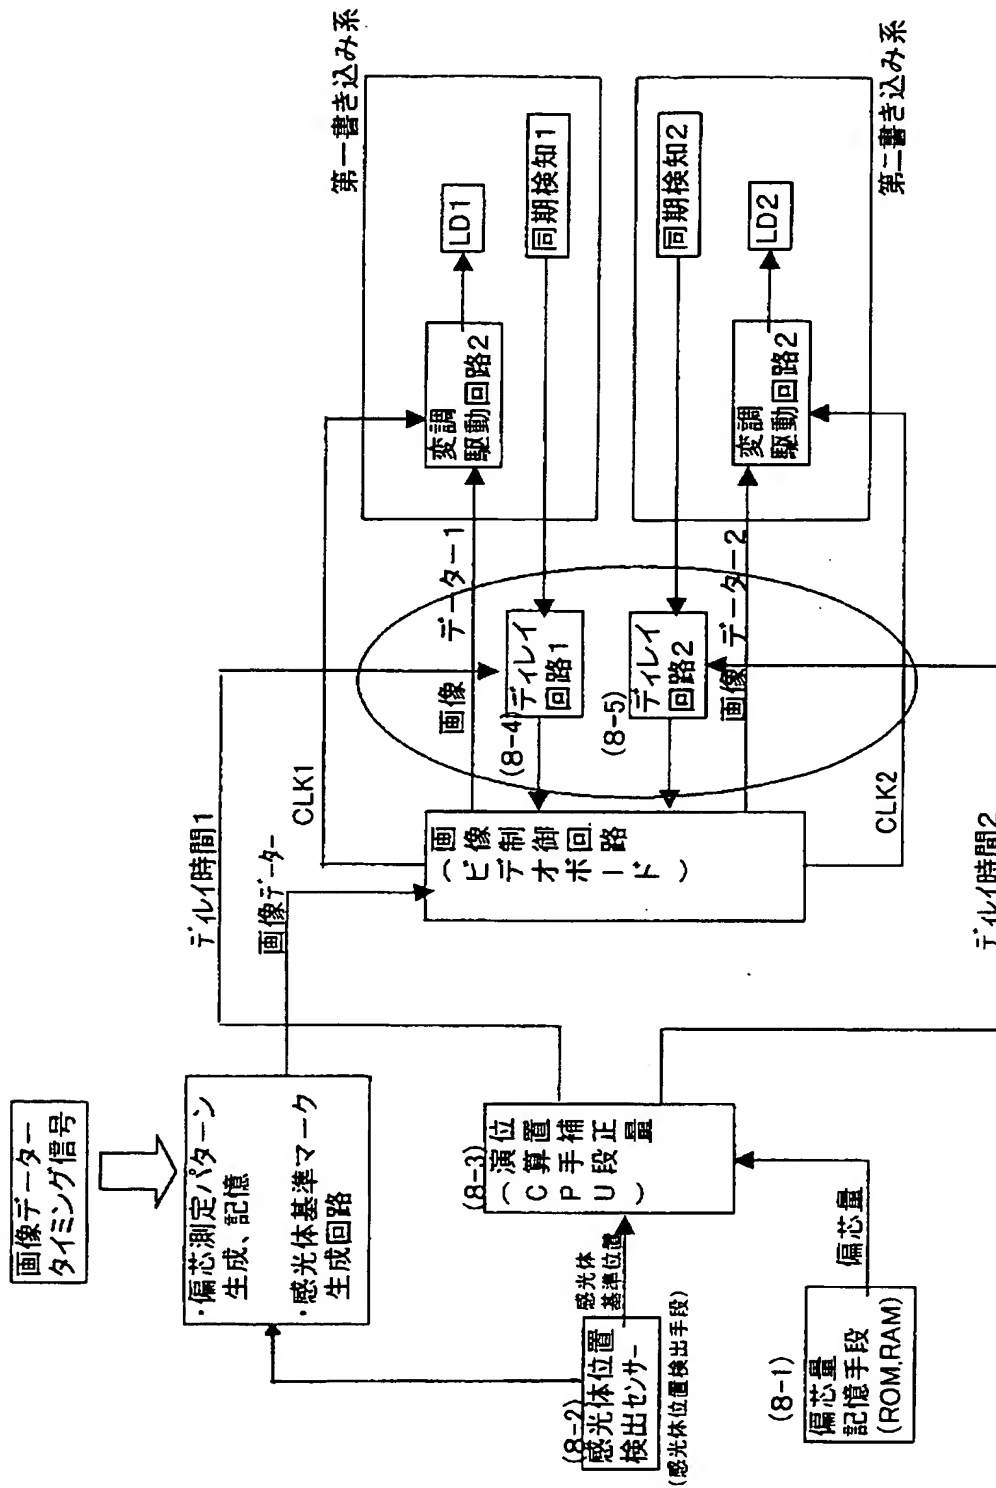 画像データー
タイミング信号
・偏芯測定パターン
生成、記憶
・感光体基準マーク
生成回路
(8-2)
感光体位置
検出センサー
(感光体位置検出手段)
感光体
基準位置
(8-1)
偏芯量
記憶手段
(ROM,RAM)
偏芯量
(8-3)
位置補正量
演算手段
(CPU)
ディレイ時間1
画像データー
ディレイ時間2
CLK1
画像制御回路
(ビデオボード)
CLK2
画像
データー1
(8-4)
ディレイ
回路1
(8-5)
ディレイ
回路2
画像
データー2
第一書き込み系
変調
駆動回路2
LD1
同期検知1
第二書き込み系
同期検知2
変調
駆動回路2
LD2